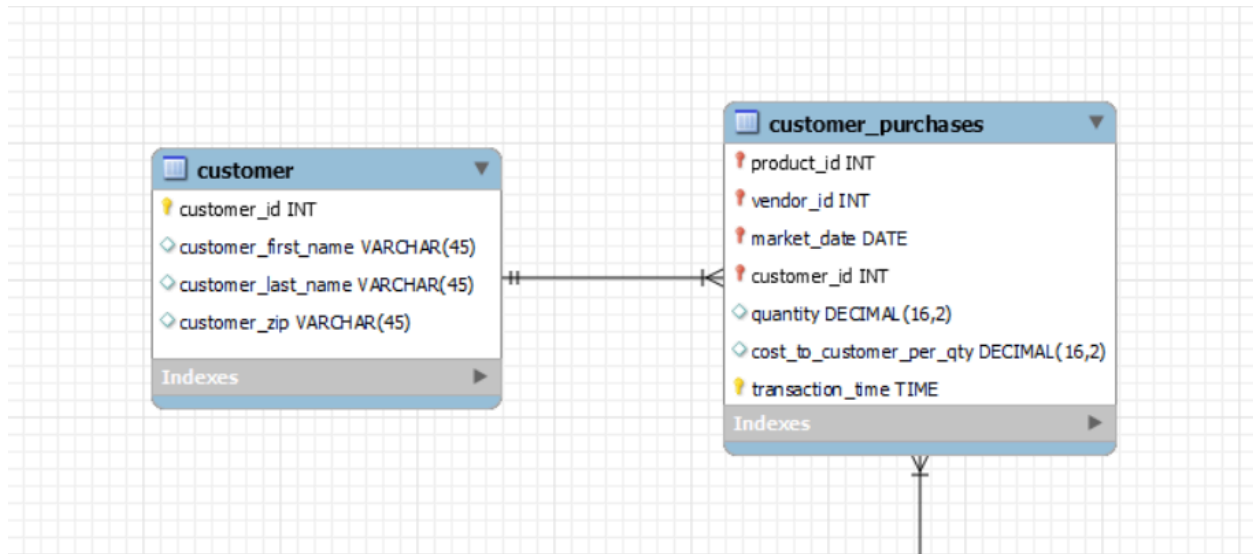 customer
customer_id INT
customer_first_name VARCHAR(45)
customer_last_name VARCHAR(45)
customer_zip VARCHAR(45)
Indexes
customer_purchases
product_id INT
vendor_id INT
market_date DATE
customer_id INT
quantity DECIMAL(16,2)
cost_to_customer_per_qty DECIMAL(16,2)
transaction_time TIME
Indexes